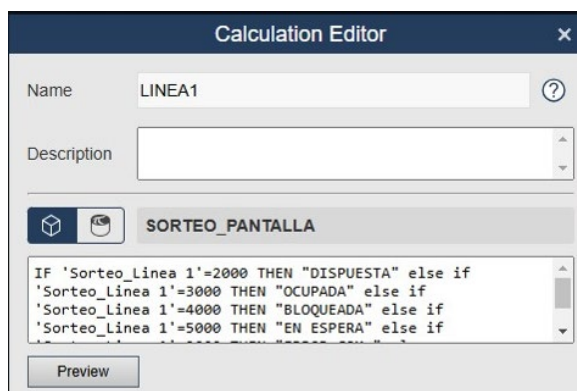 Calculation Editor ×
Name LINEA1 ?
Description
SORTEO_PANTALLA
IF 'Sorteo_Linea 1'=2000 THEN "DISPUESTA" else if
'Sorteo_Linea 1'=3000 THEN "OCUPADA" else if
'Sorteo_Linea 1'=4000 THEN "BLOQUEADA" else if
'Sorteo_Linea 1'=5000 THEN "EN ESPERA" else if
Preview